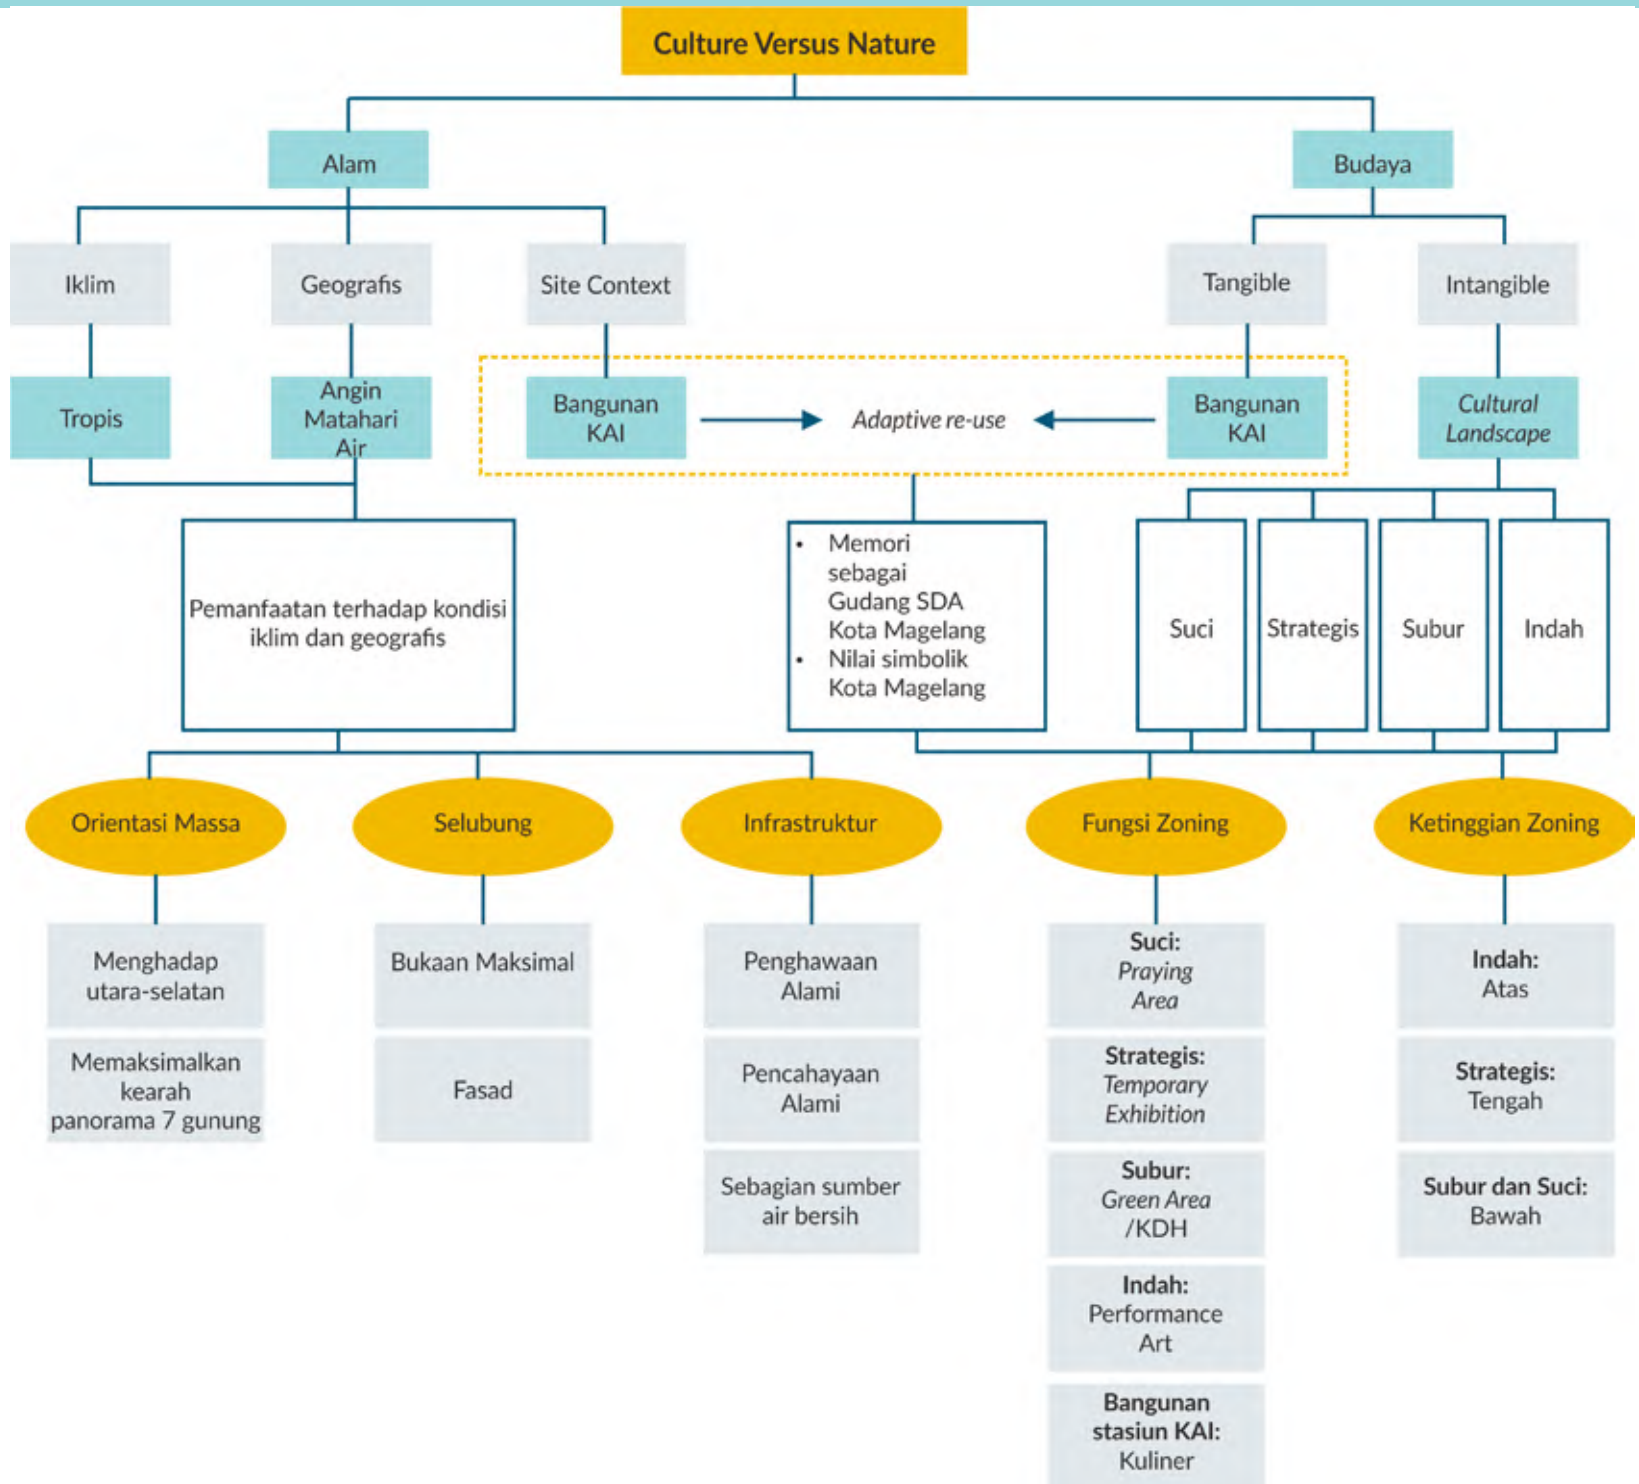 Culture Versus Nature
Alam
Budaya
Iklim
Geografis
Site Context
Tangible
Intangible
Tropis
Angin
Matahari
Air
Bangunan
KAI
Adaptive re-use
Bangunan
KAI
Cultural
Landscape
Pemanfaatan terhadap kondisi
iklim dan geografis
• Memori
sebagai
Gudang SDA
Kota Magelang
• Nilai simbolik
Kota Magelang
Suci
Strategis
Subur
Indah
Orientasi Massa
Selubung
Infrastruktur
Fungsi Zoning
Ketinggian Zoning
Menghadap
utara-selatan
Memaksimalkan
kearah
panorama 7 gunung
Bukaan Maksimal
Fasad
Penghawaan
Alami
Pencahayaan
Alami
Sebagian sumber
air bersih
Suci:
Praying
Area
Strategis:
Temporary
Exhibition
Subur:
Green Area
/KDH
Indah:
Performance
Art
Bangunan
stasiun KAI:
Kuliner
Indah:
Atas
Strategis:
Tengah
Subur dan Suci:
Bawah